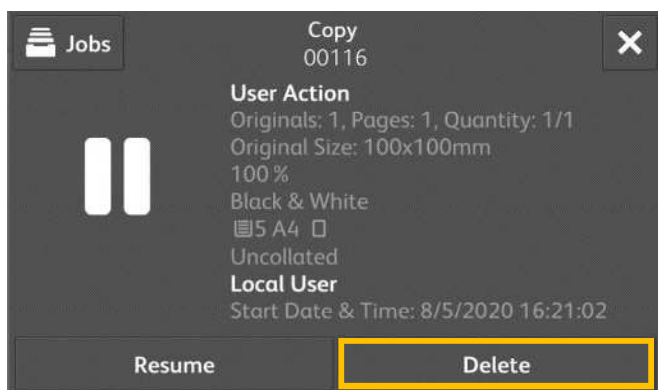 Jobs
Copy
00116
User Action
Originals: 1, Pages: 1, Quantity: 1/1
Original Size: 100x100mm
100 %
Black & White
5 A4
Uncollated
Local User
Start Date & Time: 8/5/2020 16:21:02
Resume
Delete